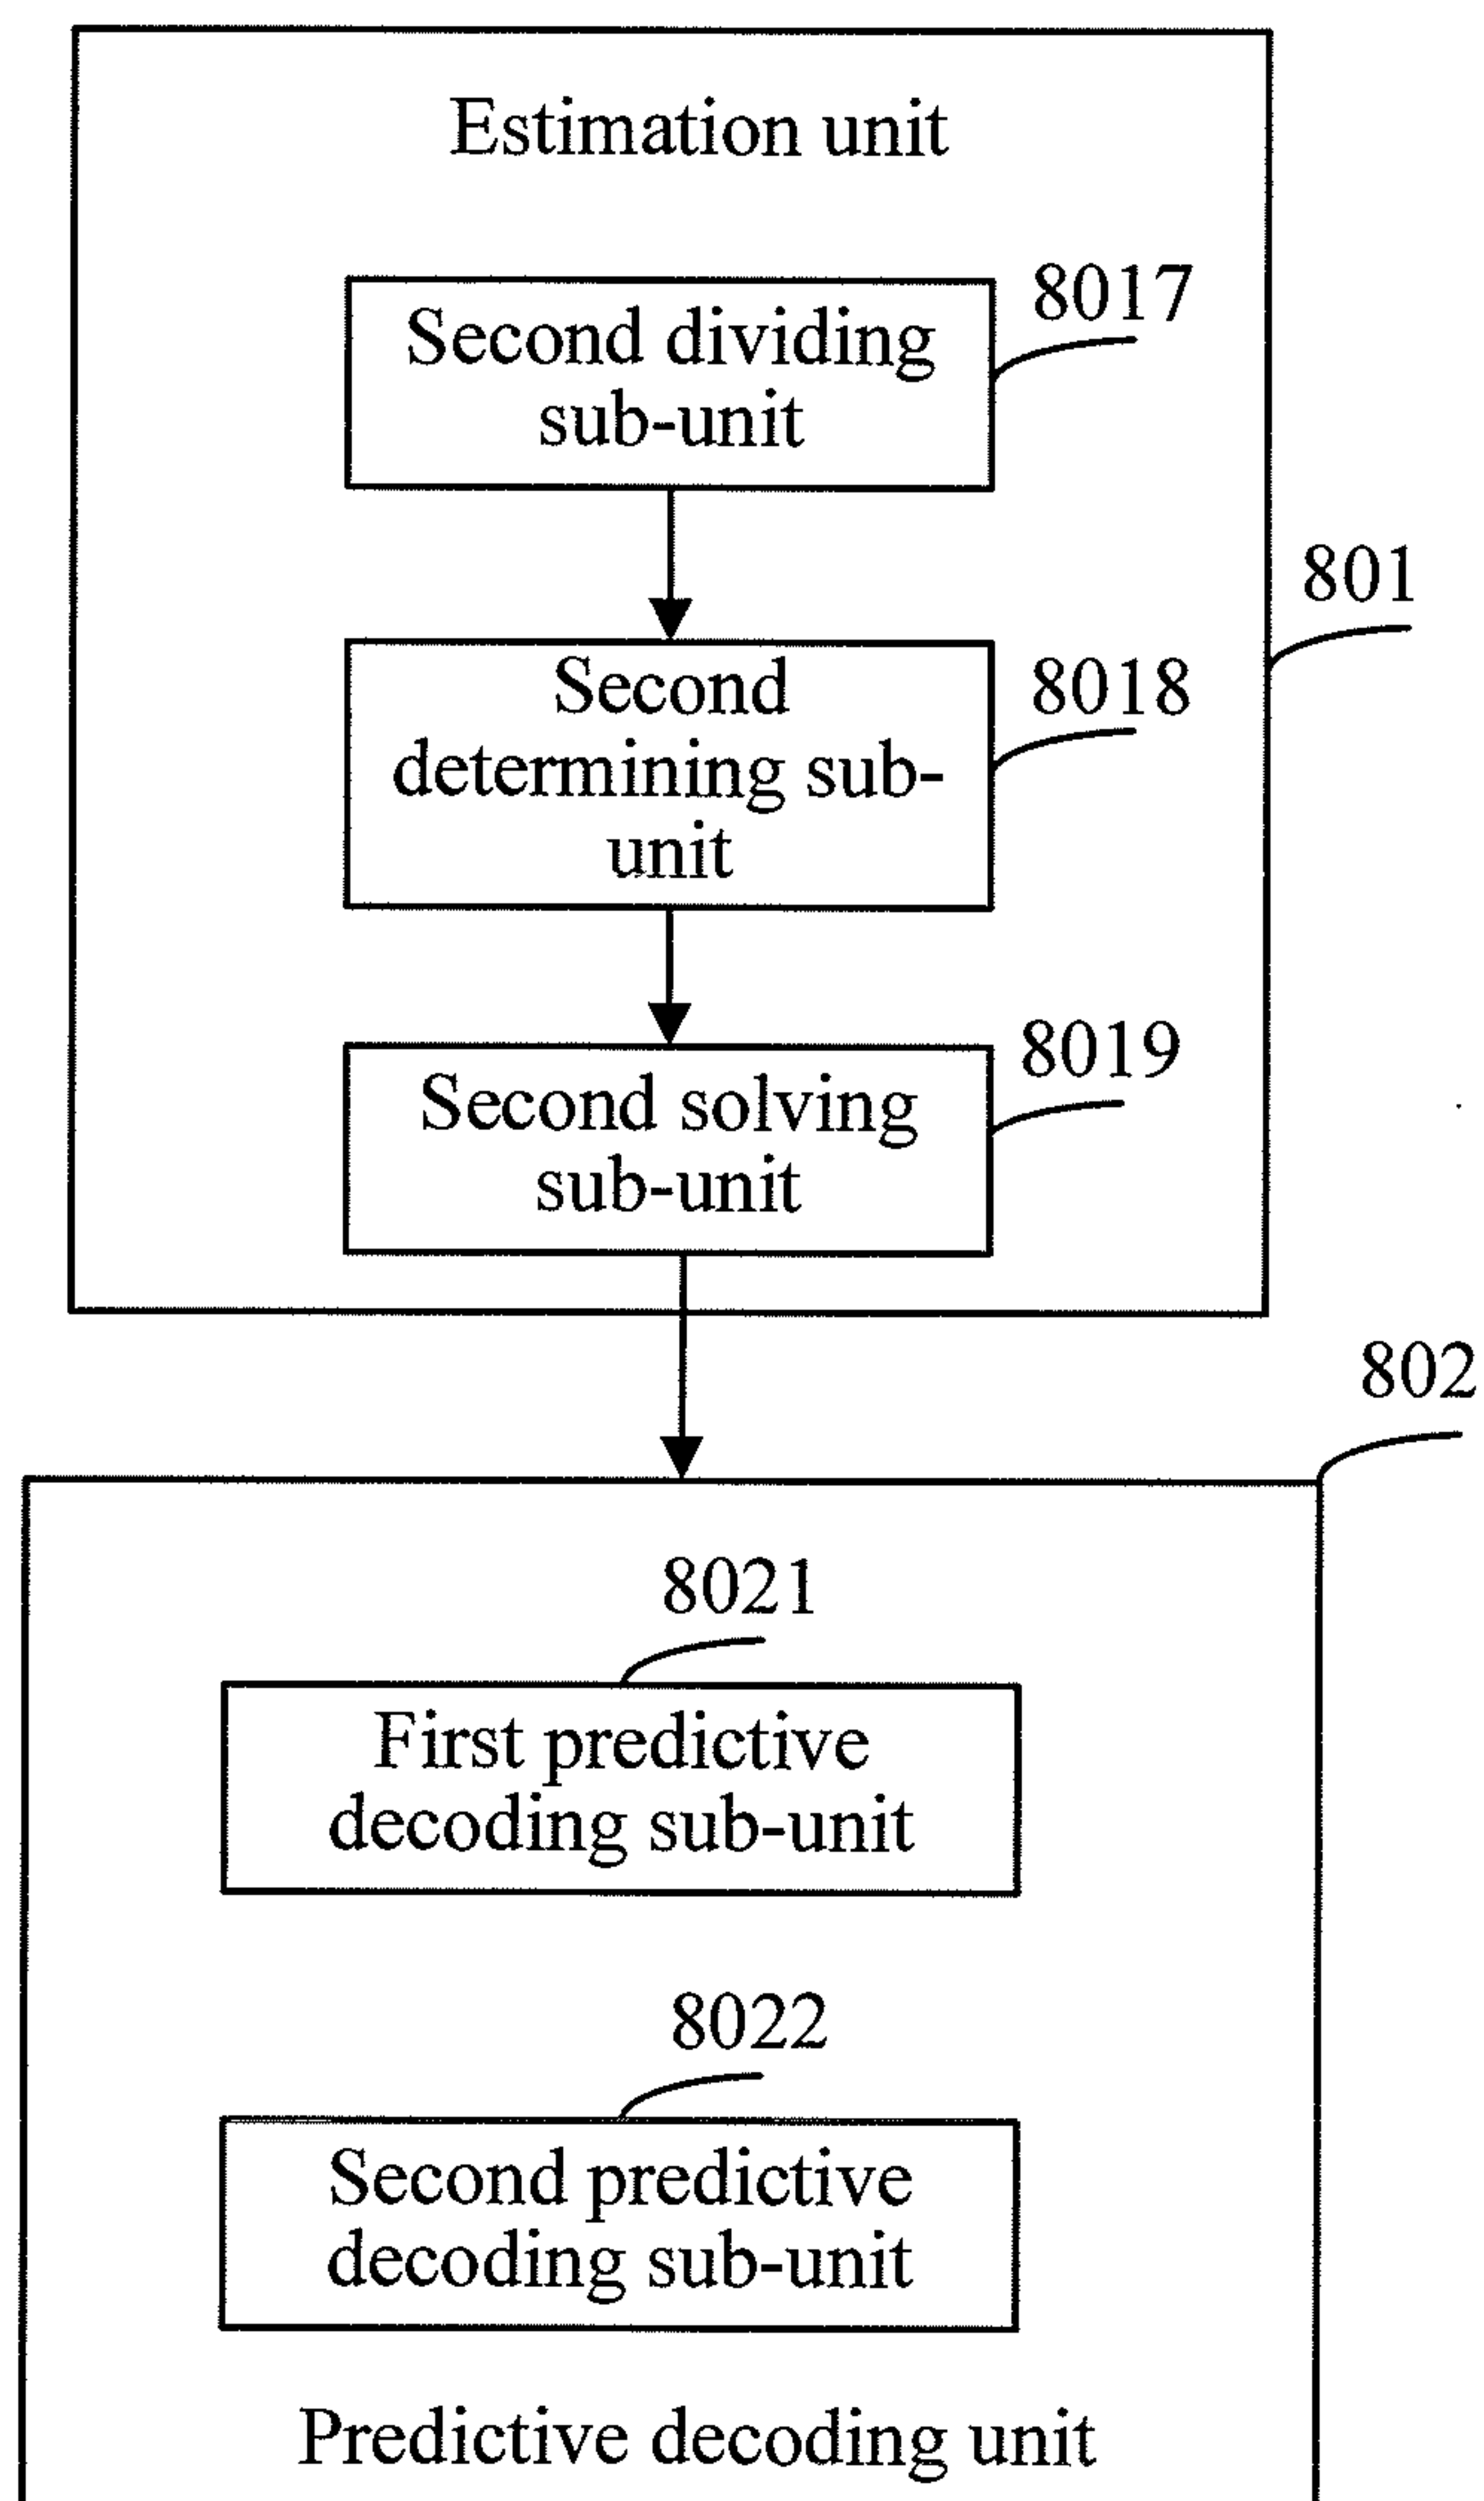 Estimation unit
8017
Second dividing
sub-unit
801
8018
Second
determining sub-
unit
8019
Second solving
sub-unit
802
8021
First predictive
decoding sub-unit
8022
Second predictive
decoding sub-unit
Predictive decoding unit